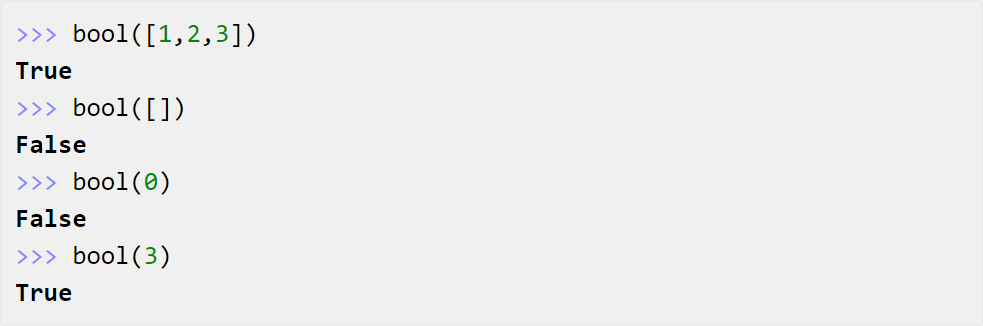 >>> bool([1,2,3])
True
>>> bool([])
False
>>> bool(0)
False
>>> bool(3)
True